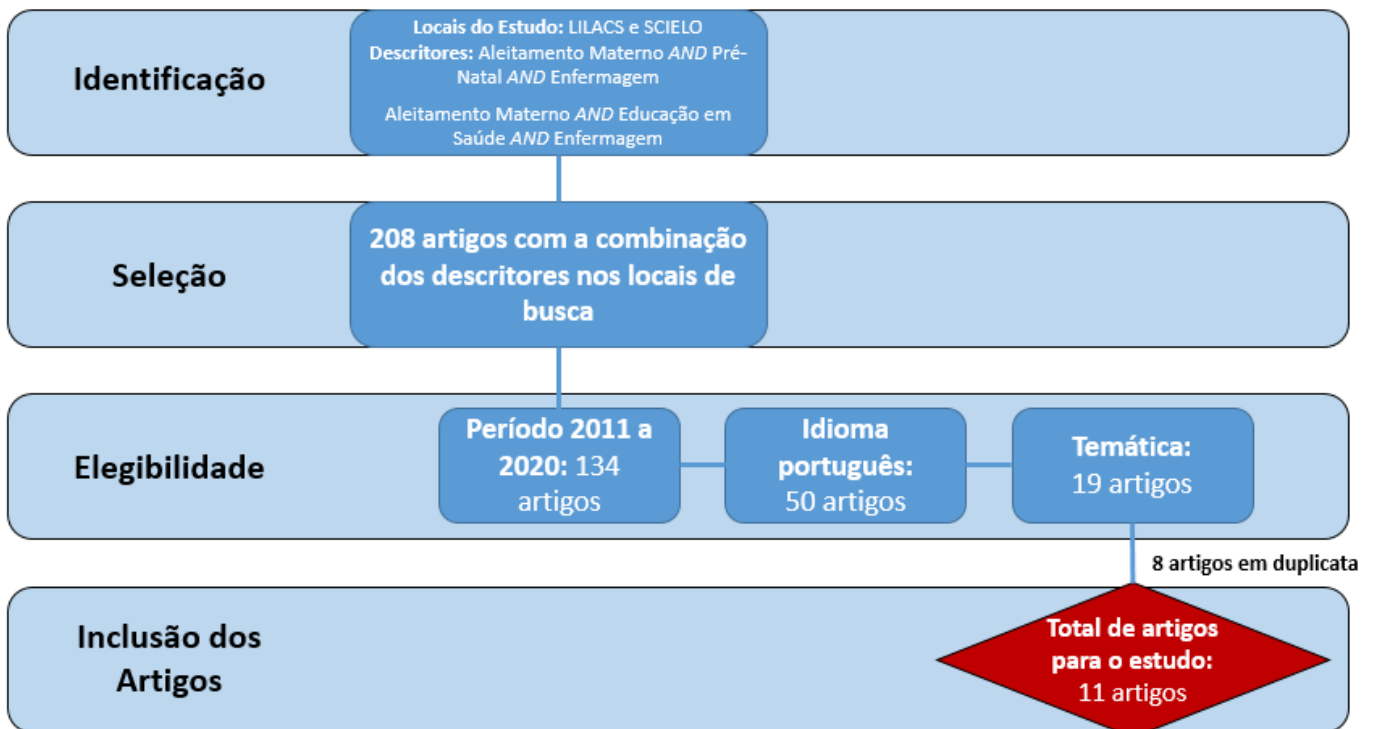 Identificação
Locais do Estudo: LILACS e SCIELO
Descritores: Aleitamento Materno AND Pré-
Natal AND Enfermagem
Aleitamento Materno AND Educação em
Saúde AND Enfermagem
Seleção
208 artigos com a combinação
dos descritores nos locais de
busca
Elegibilidade
Período 2011 a
2020: 134
artigos
Idioma
português:
50 artigos
Temática:
19 artigos
8 artigos em duplicata
Inclusão dos
Artigos
Total de artigos
para o estudo:
11 artigos